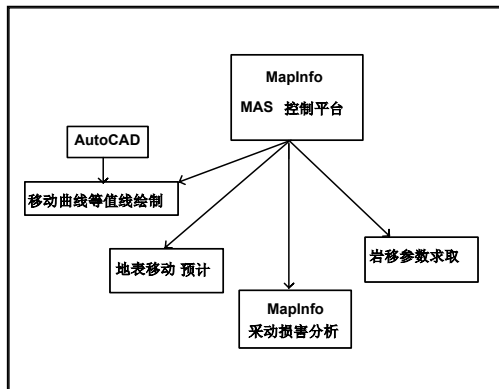 MapInfo
MAS 控制平台
AutoCAD
移动曲线等值线绘制
地表移动 预计
岩移参数求取
MapInfo
采动损害分析